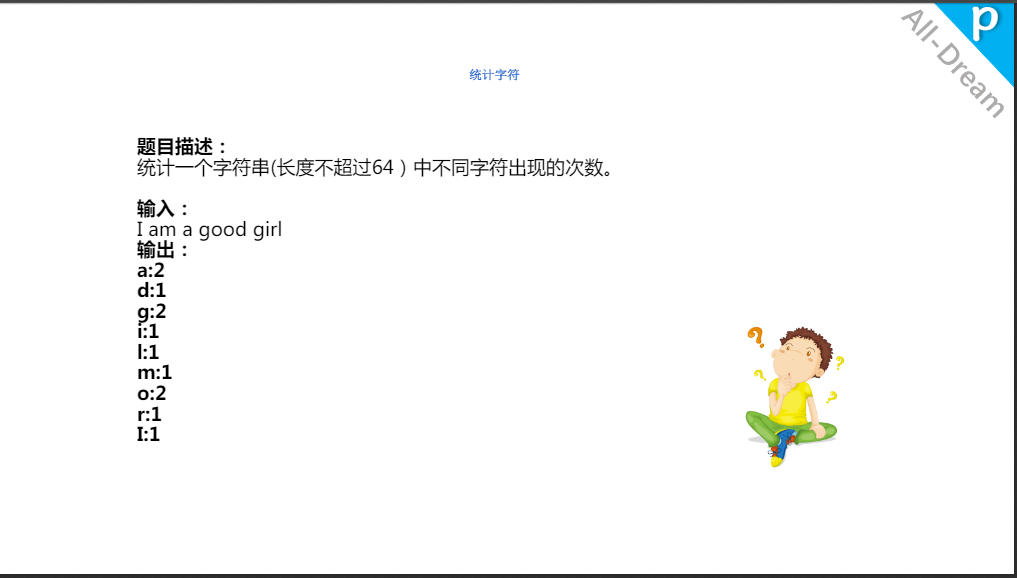 p
All-Dream
统计字符
题目描述：
统计一个字符串(长度不超过64）中不同字符出现的次数。
输入：
I am a good girl
输出：
a:2
d:1
g:2
i:1
l:1
m:1
o:2
r:1
I:1